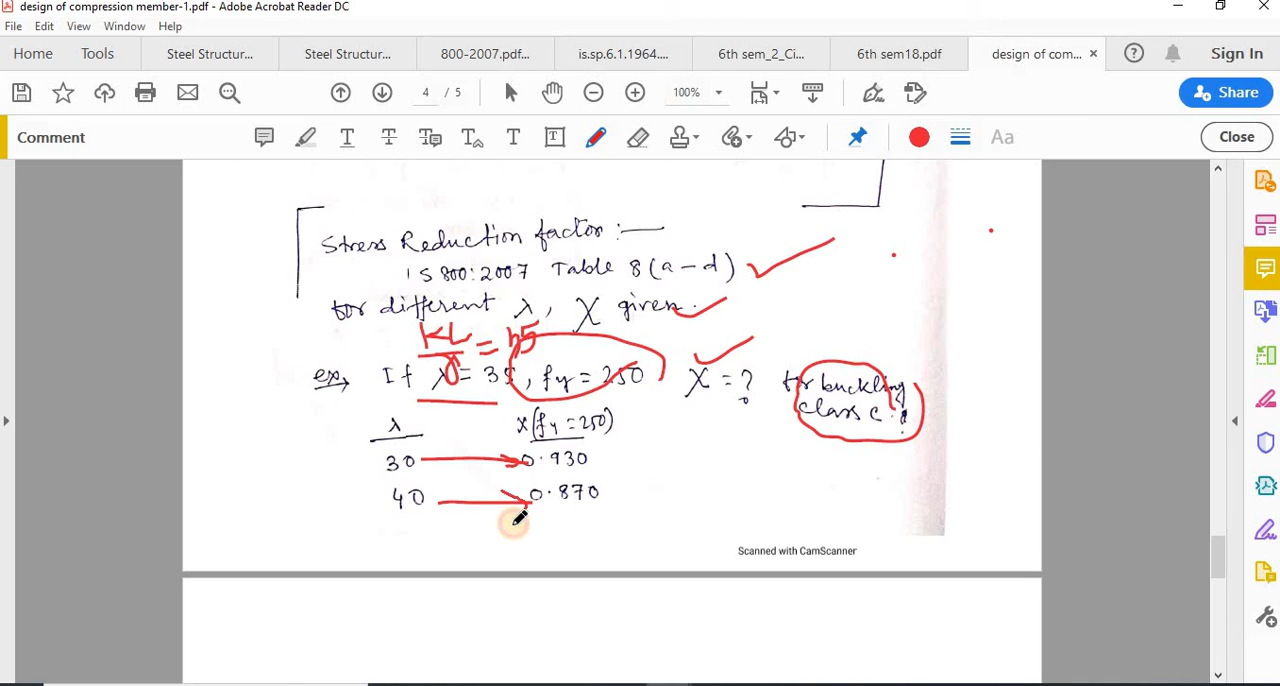 design of compression member-1.pdf - Adobe Acrobat Reader DC
File Edit View Window Help
Home Tools Steel Structur... Steel Structur... 800-2007.pdf... is.sp.6.1.1964.... 6th sem_2_Ci... 6th sem18.pdf design of com... × Sign In
4 / 5 100% Share
Comment Aa Close
Stress Reduction factor :—
IS 800:2007 Table 8 (a-d)
for different λ, χ given.
KL = 35
ex, If λ = 35, fy = 250 χ = ? for buckling
class c.?
λ χ(fy = 250)
30 0.930
40 0.870
Scanned with CamScanner